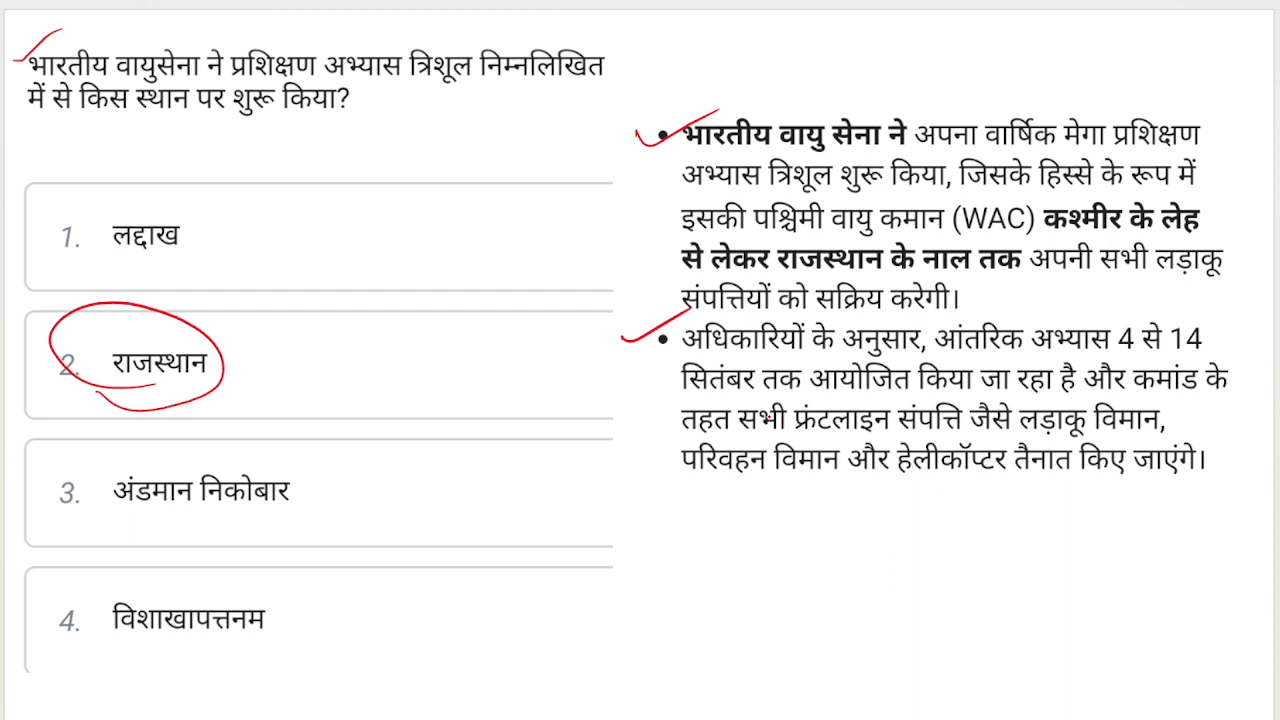 भारतीय वायुसेना ने प्रशिक्षण अभ्यास त्रिशूल निम्नलिखित
में से किस स्थान पर शुरू किया?
1. लद्दाख
2. राजस्थान
3. अंडमान निकोबार
4. विशाखापत्तनम
• भारतीय वायु सेना ने अपना वार्षिक मेगा प्रशिक्षण
अभ्यास त्रिशूल शुरू किया, जिसके हिस्से के रूप में
इसकी पश्चिमी वायु कमान (WAC) कश्मीर के लेह
से लेकर राजस्थान के नाल तक अपनी सभी लड़ाकू
संपत्तियों को सक्रिय करेगी।
• अधिकारियों के अनुसार, आंतरिक अभ्यास 4 से 14
सितंबर तक आयोजित किया जा रहा है और कमांड के
तहत सभी फ्रंटलाइन संपत्ति जैसे लड़ाकू विमान,
परिवहन विमान और हेलीकॉप्टर तैनात किए जाएंगे।